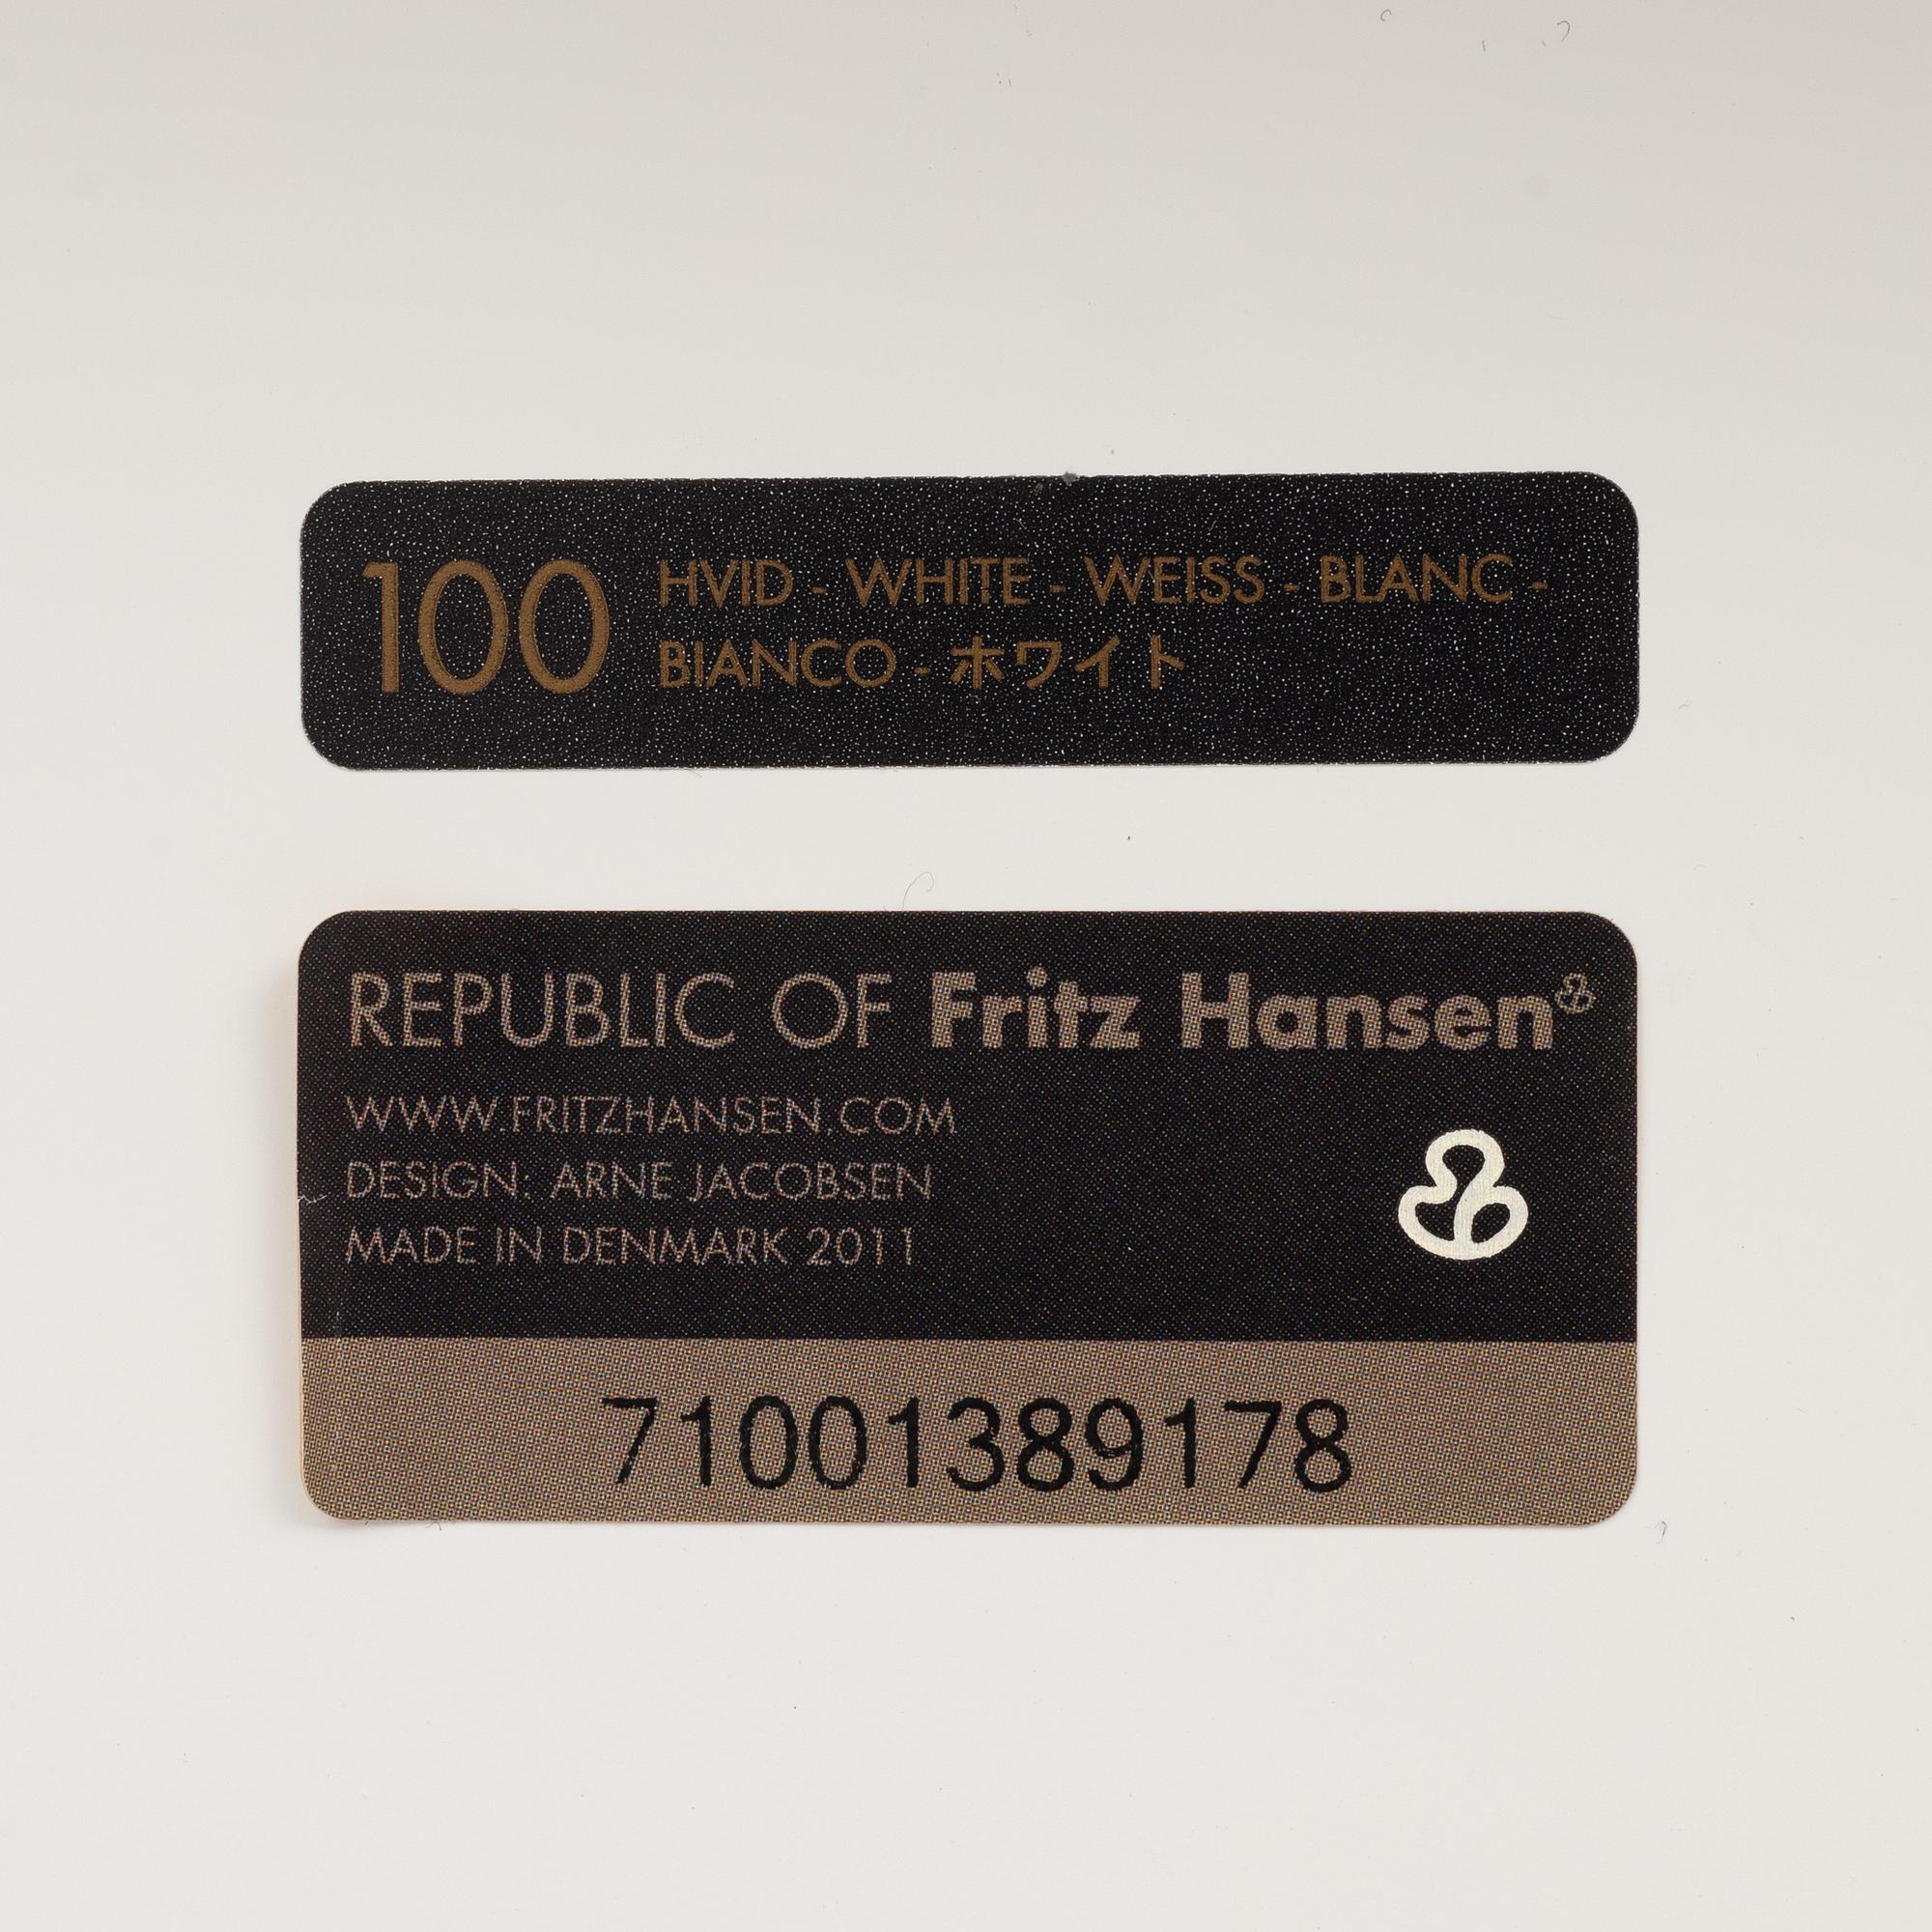 100 HVID - WHITE - WEISS - BLANC -
BIANCO - ホワイト
REPUBLIC OF Fritz Hansen
WWW.FRITZHANSEN.COM
DESIGN: ARNE JACOBSEN
MADE IN DENMARK 2011
71001389178